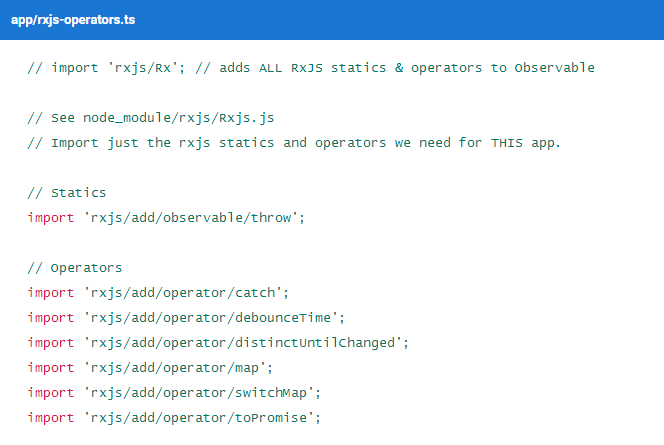 app/rxjs-operators.ts
// import 'rxjs/Rx'; // adds ALL RxJS statics & operators to Observable
// See node_module/rxjs/Rxjs.js
// Import just the rxjs statics and operators we need for THIS app.
// Statics
import 'rxjs/add/observable/throw';
// Operators
import 'rxjs/add/operator/catch';
import 'rxjs/add/operator/debounceTime';
import 'rxjs/add/operator/distinctUntilChanged';
import 'rxjs/add/operator/map';
import 'rxjs/add/operator/switchMap';
import 'rxjs/add/operator/toPromise';